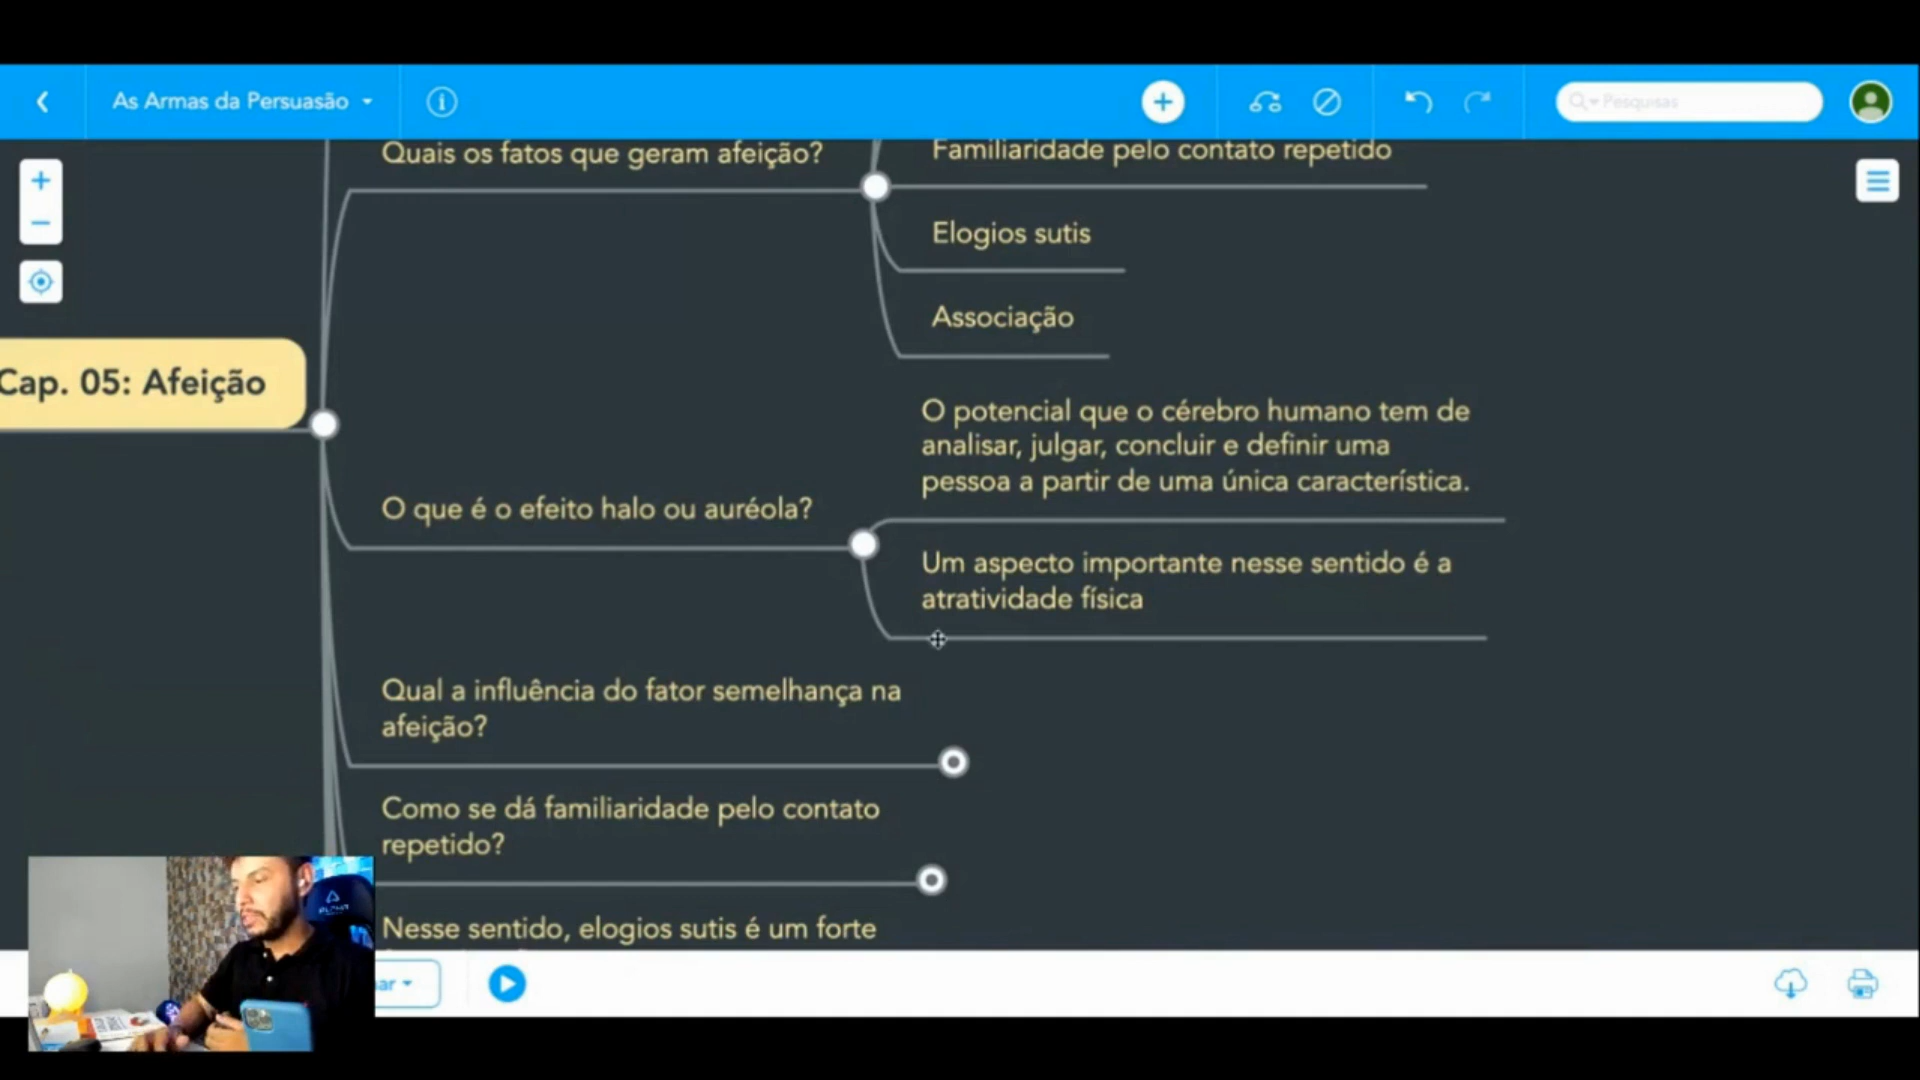 As Armas da Persuasão
Pesquisas
Quais os fatos que geram afeição?
Familiaridade pelo contato repetido
Elogios sutis
Associação
Cap. 05: Afeição
O potencial que o cérebro humano tem de
analisar, julgar, concluir e definir uma
pessoa a partir de uma única característica.
O que é o efeito halo ou auréola?
Um aspecto importante nesse sentido é a
atratividade física
Qual a influência do fator semelhança na
afeição?
Como se dá familiaridade pelo contato
repetido?
Nesse sentido, elogios sutis é um forte
ar